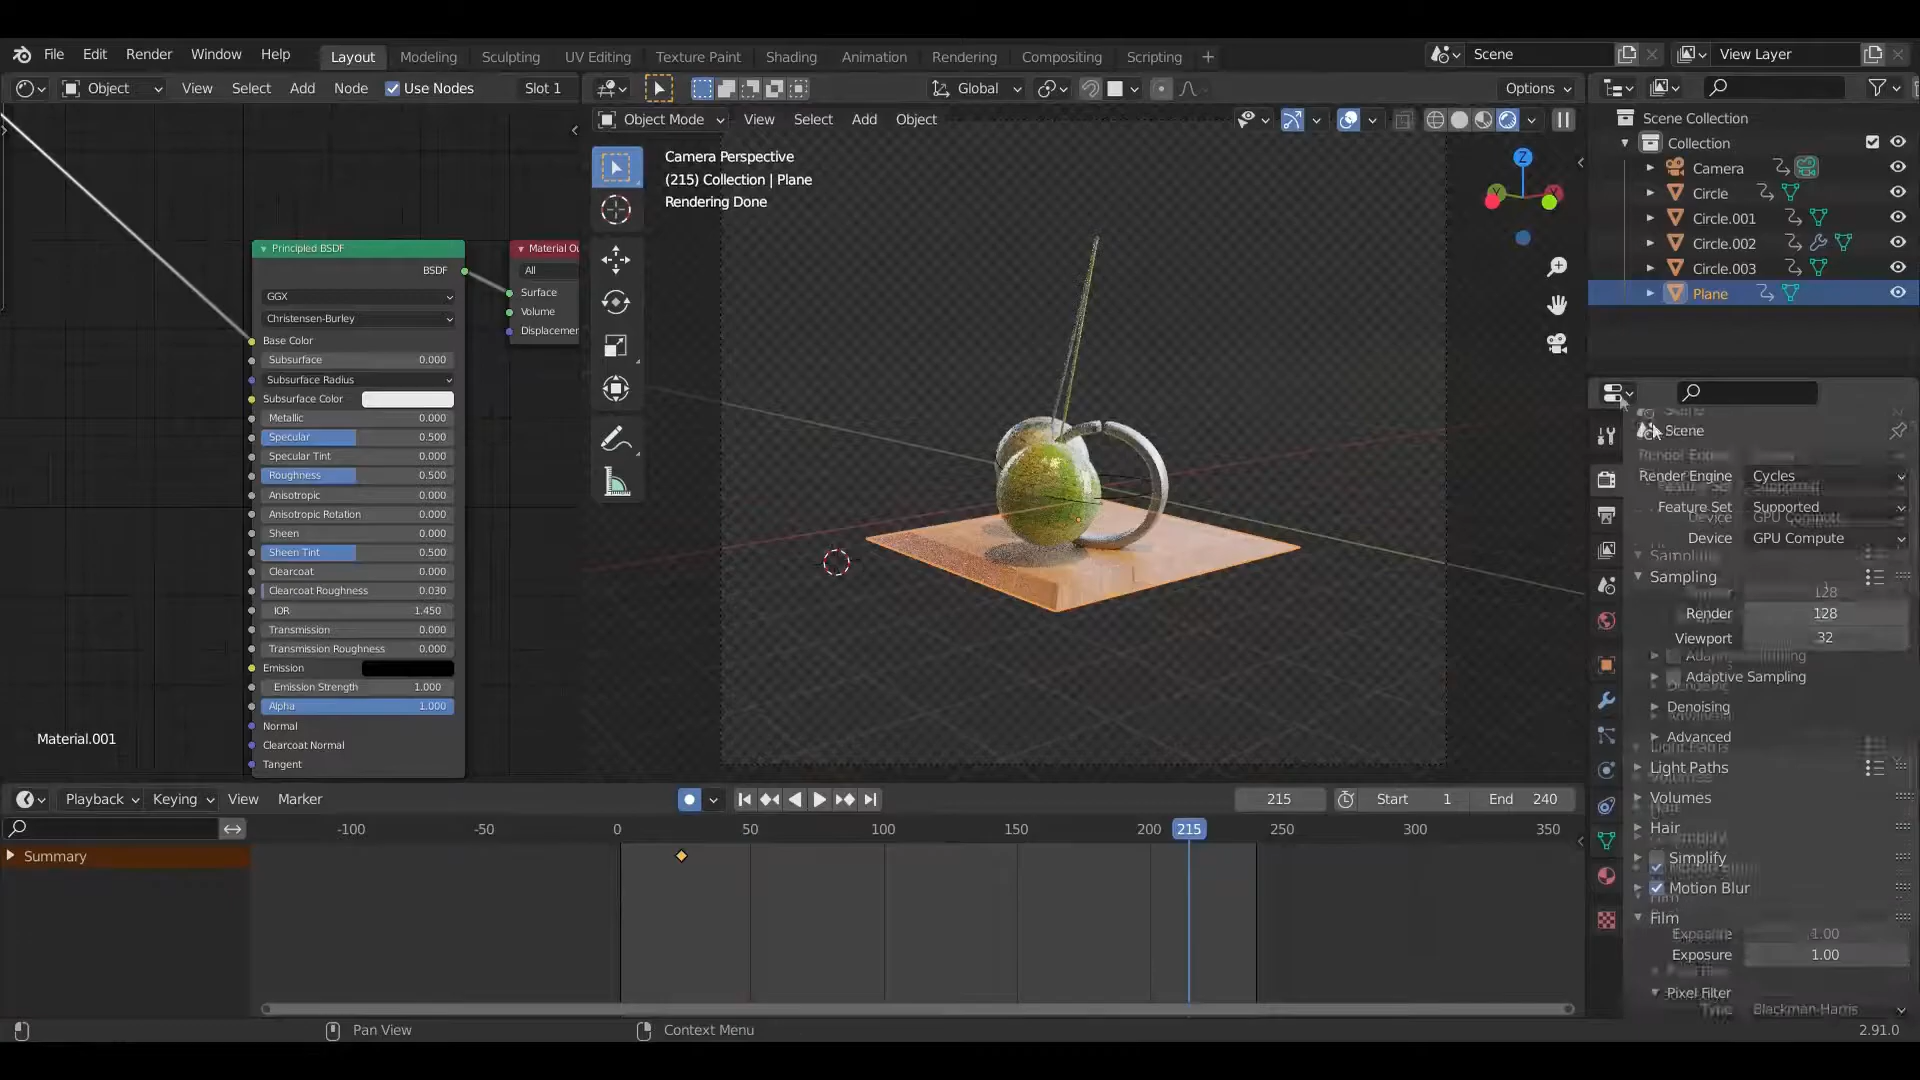 File Edit Render Window Help Layout Modeling Sculpting UV Editing Texture Paint Shading Animation Rendering Compositing Scripting + Scene View Layer
Object View Select Add Node Use Nodes Slot 1 Global Options
Object Mode View Select Add Object
Camera Perspective
(215) Collection | Plane
Rendering Done
Z
Scene Collection
Collection
Camera
Circle
Circle.001
Circle.002
Circle.003
Plane
Principled BSDF
BSDF
GGX
Christensen-Burley
Base Color
Subsurface 0.000
Subsurface Radius
Subsurface Color
Metallic 0.000
Specular 0.500
Specular Tint 0.000
Roughness 0.500
Anisotropic 0.000
Anisotropic Rotation 0.000
Sheen 0.000
Sheen Tint 0.500
Clearcoat 0.000
Clearcoat Roughness 0.030
IOR 1.450
Transmission 0.000
Transmission Roughness 0.000
Emission
Emission Strength 1.000
Alpha 1.000
Normal
Clearcoat Normal
Tangent
Material Ou
All
Surface
Volume
Displacemen
Material.001
Scene
Render Engine Cycles
Feature Set Supported
Device GPU Compute
Sampling
Render 128
Viewport 32
Adaptive Sampling
Denoising
Advanced
Light Paths
Volumes
Hair
Simplify
Motion Blur
Film
Exposure 1.00
Pixel Filter
Type Blackman-Harris
Playback Keying View Marker 215 Start 1 End 240
-100 -50 0 50 100 150 200 215 250 300 350
Summary
Pan View Context Menu 2.91.0